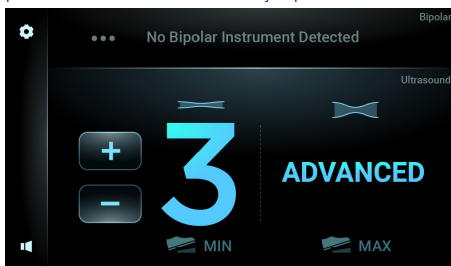 Bipolar
No Bipolar Instrument Detected
Ultrasound
+
3
ADVANCED
−
MIN
MAX